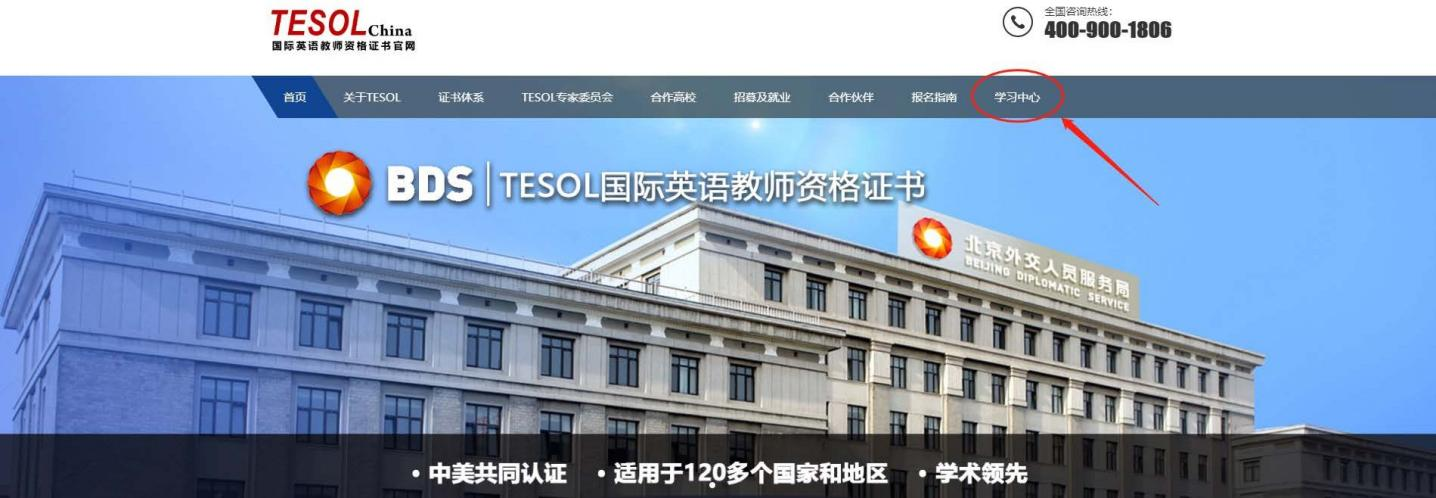 TESOL China
国际英语教师资格证书官网
全国咨询热线:
400-900-1806
首页 关于TESOL 证书体系 TESOL专家委员会 合作高校 招募及就业 合作伙伴 报名指南 学习中心
BDS | TESOL国际英语教师资格证书
北京外交人员服务局
BEIJING DIPLOMATIC SERVICE
• 中美共同认证 • 适用于120多个国家和地区 • 学术领先